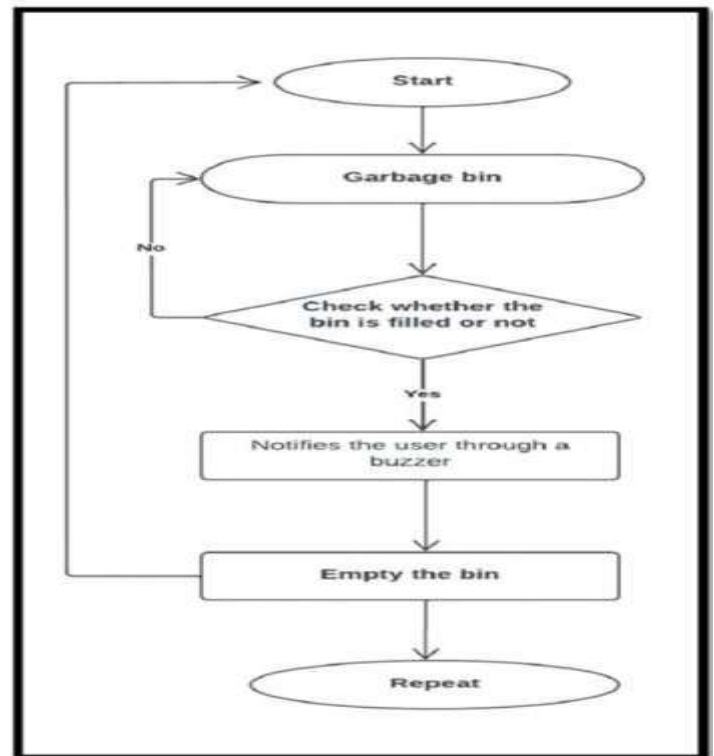 Start
Garbage bin
No
Check whether the
bin is filled or not
Yes
Notifies the user through a
buzzer
Empty the bin
Repeat